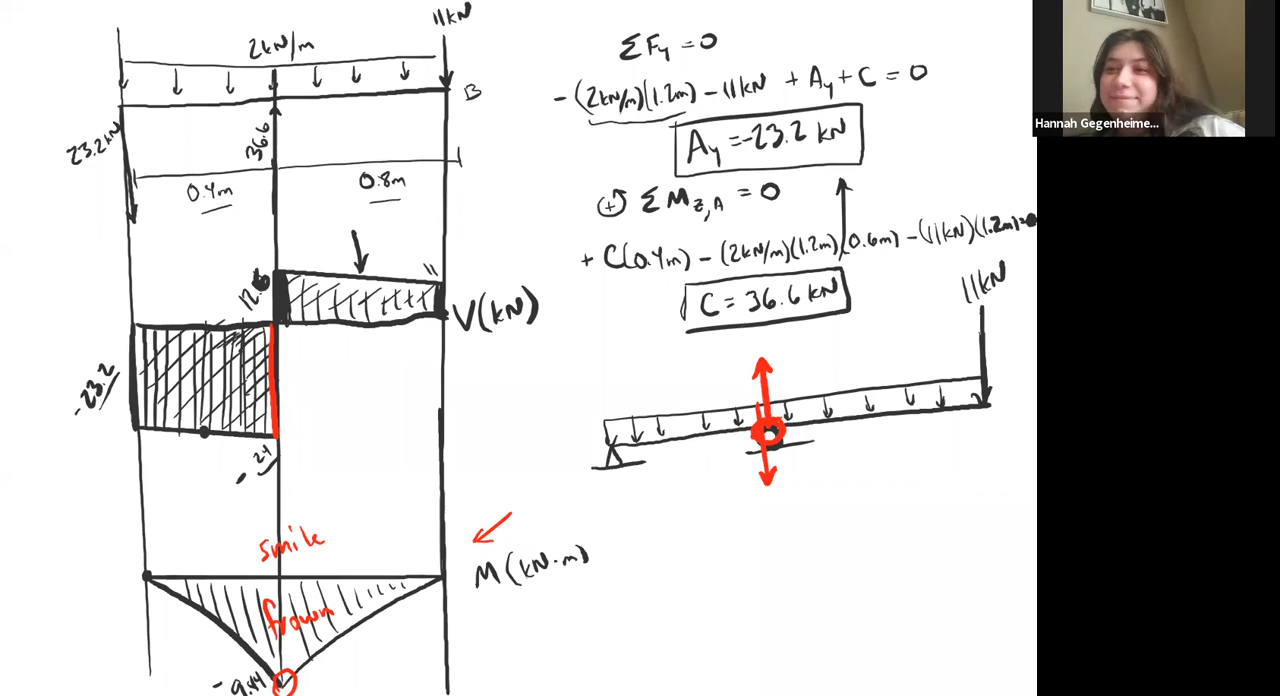 11kN
2kN/m
B
23.2kN
36.6
0.4m
0.8m
12.6
11
V(kN)
-23.2
-24
smile
M(kN·m)
frown
-9.44
ΣFy = 0
-(2kN/m)(1.2m) - 11kN + Ay + C = 0
Ay = -23.2 kN
(+) ΣMz,A = 0
+ C(0.4m) - (2kN/m)(1.2m)(0.6m) - (11kN)(1.2m)=0
C = 36.6 kN
11kN
Hannah Gegenheime...